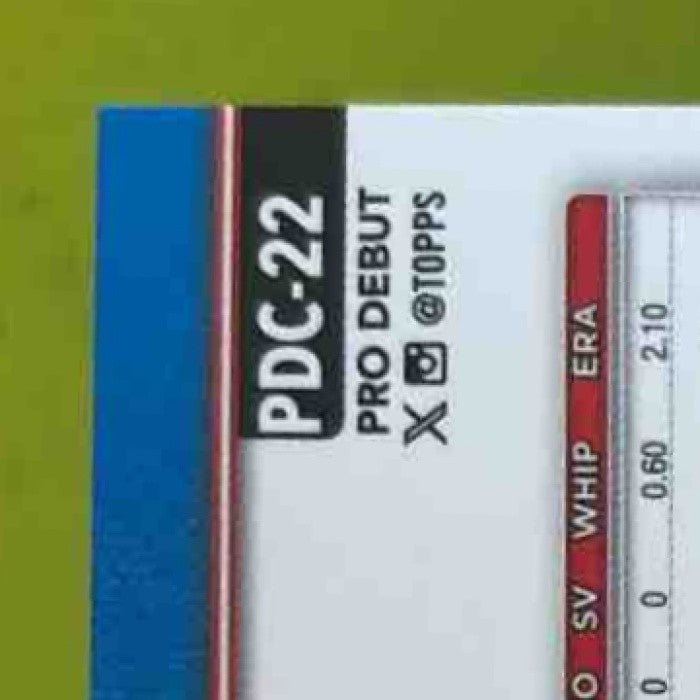 PDC-22
PRO DEBUT
X @TOPPS
O SV WHIP ERA
0 0 0.60 2.10